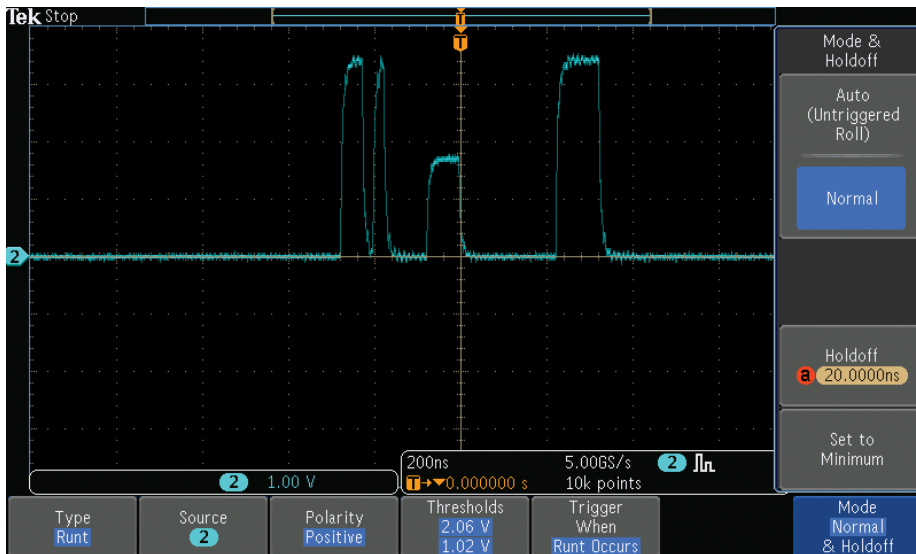 Tek Stop
T
T
Mode &
Holdoff
Auto
(Untriggered
Roll)
Normal
2
Holdoff
a 20.0000ns
Set to
Minimum
2 1.00 V
200ns 5.00GS/s 2
T→▼0.000000 s 10k points
Type
Runt
Source
2
Polarity
Positive
Thresholds
2.06 V
1.02 V
Trigger
When
Runt Occurs
Mode
Normal
& Holdoff